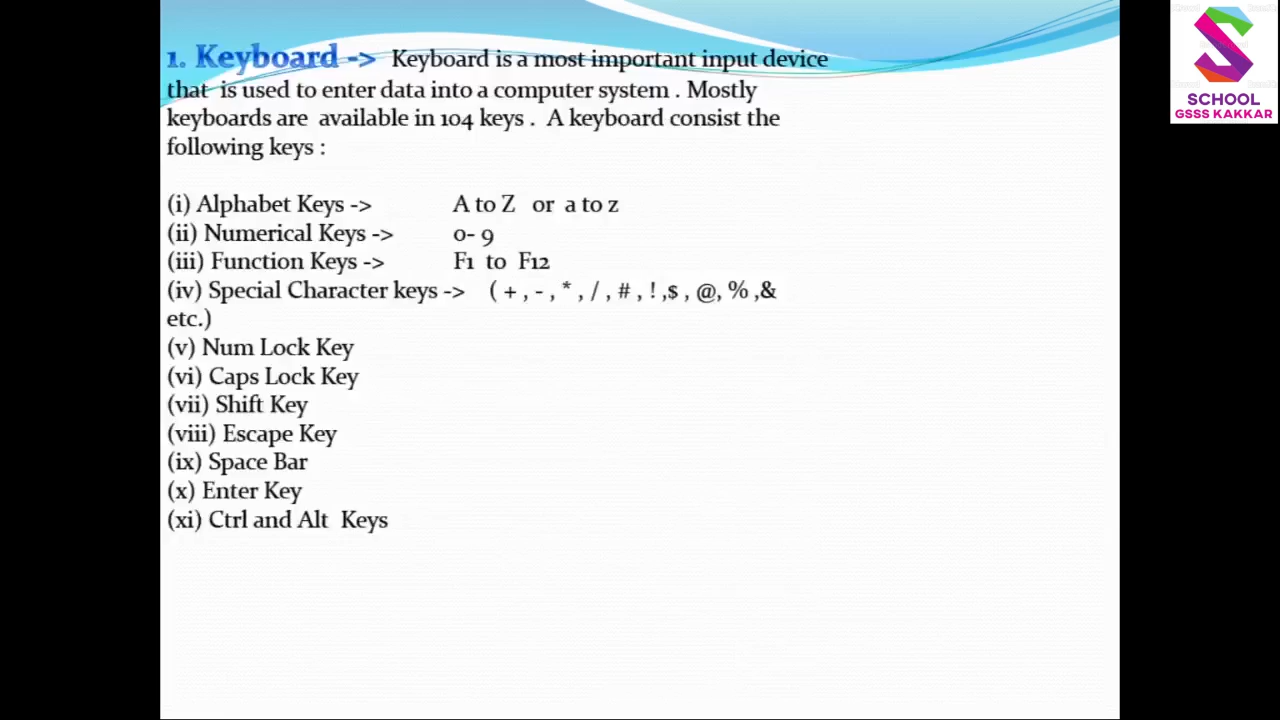 1. Keyboard -> Keyboard is a most important input device
that is used to enter data into a computer system . Mostly
keyboards are available in 104 keys . A keyboard consist the
following keys :
(i) Alphabet Keys -> A to Z or a to z
(ii) Numerical Keys -> 0- 9
(iii) Function Keys -> F1 to F12
(iv) Special Character keys -> ( + , - , * , / , # , ! ,$ , @, % ,&
etc.)
(v) Num Lock Key
(vi) Caps Lock Key
(vii) Shift Key
(viii) Escape Key
(ix) Space Bar
(x) Enter Key
(xi) Ctrl and Alt Keys
SCHOOL
GSSS KAKKAR